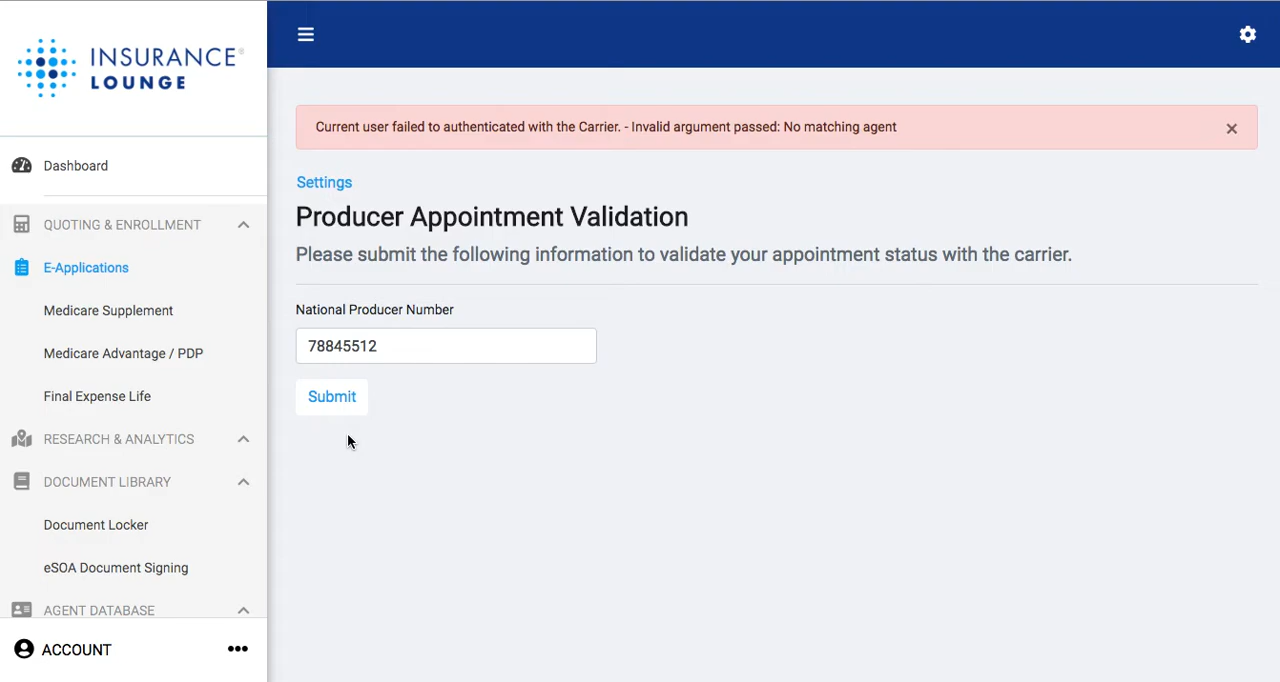 INSURANCE®
LOUNGE
Dashboard
QUOTING & ENROLLMENT
E-Applications
Medicare Supplement
Medicare Advantage / PDP
Final Expense Life
RESEARCH & ANALYTICS
DOCUMENT LIBRARY
Document Locker
eSOA Document Signing
AGENT DATABASE
ACCOUNT
Current user failed to authenticated with the Carrier. - Invalid argument passed: No matching agent
Settings
Producer Appointment Validation
Please submit the following information to validate your appointment status with the carrier.
National Producer Number
78845512
Submit